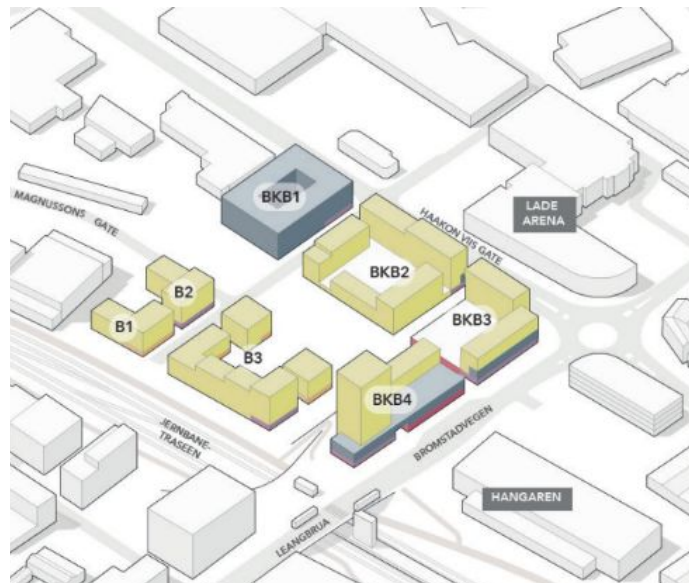 BKB1
MAGNUSSONS GATE
LADE
ARENA
HAAKON VIIS GATE
BKB2
B2
B1
BKB3
B3
BKB4
JERNBANE-
TRASEEN
BROMSTADVEGEN
HANGAREN
LEANGBRUA